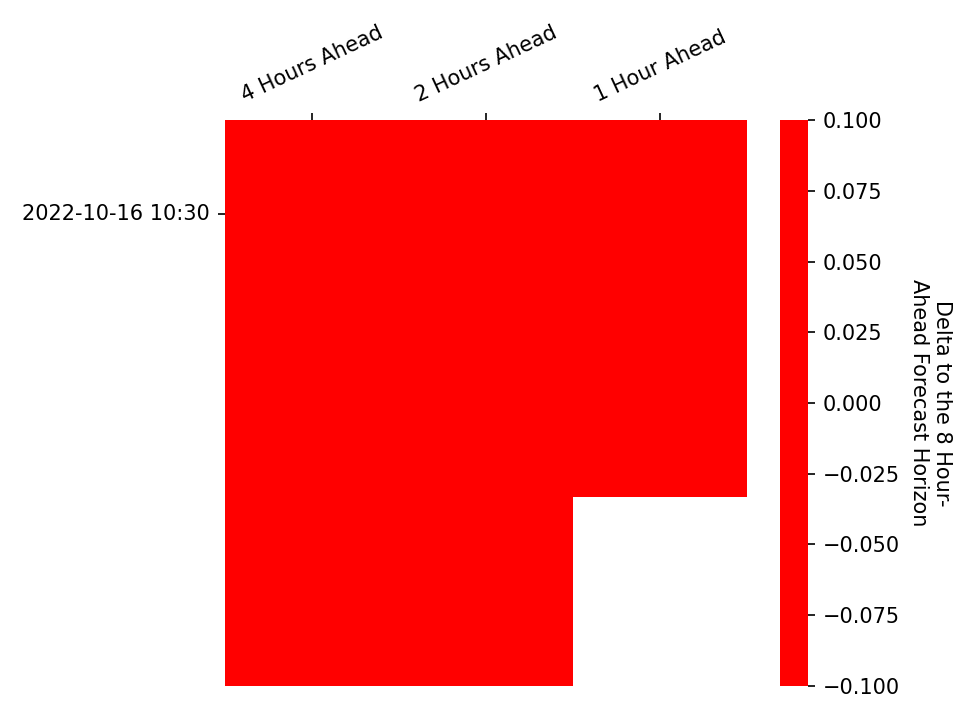 4 Hours Ahead
2 Hours Ahead
1 Hour Ahead
2022-10-16 10:30
0.100
0.075
0.050
0.025
0.000
−0.025
−0.050
−0.075
−0.100
Delta to the 8 Hour-
Ahead Forecast Horizon